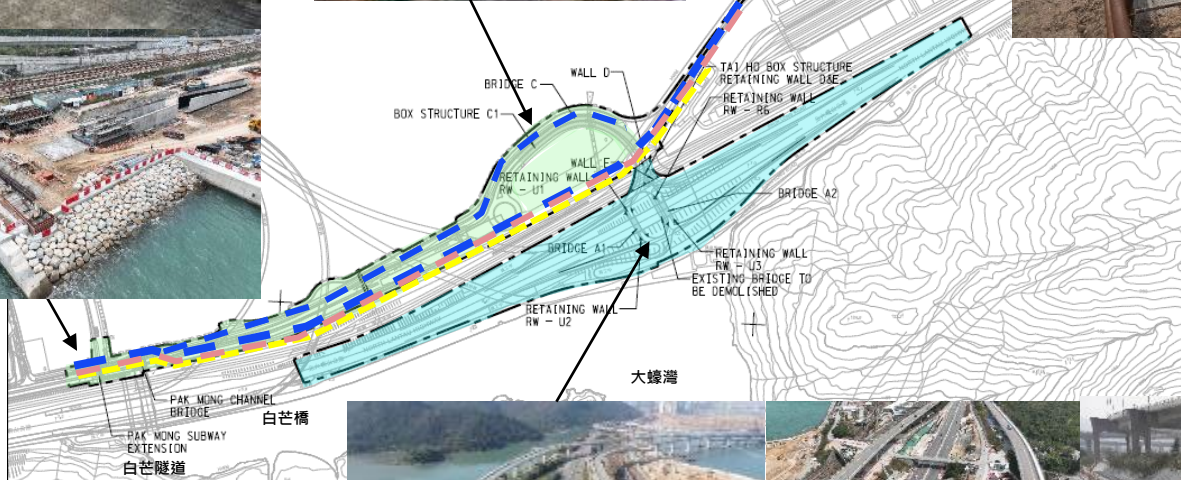 WALL D
TAI HO BOX STRUCTURE
RETAINING WALL D&E
BRIDGE C
RETAINING WALL
RW - R6
BOX STRUCTURE C1
WALL E
RETAINING WALL
RW - U1
BRIDGE A2
BRIDGE A1
RETAINING WALL
RW - U3
EXISTING BRIDGE TO
BE DEMOLISHED
RETAINING WALL
RW - U2
大蠔灣
PAK MONG CHANNEL
BRIDGE
白芒橋
PAK MONG SUBWAY
EXTENSION
白芒隧道